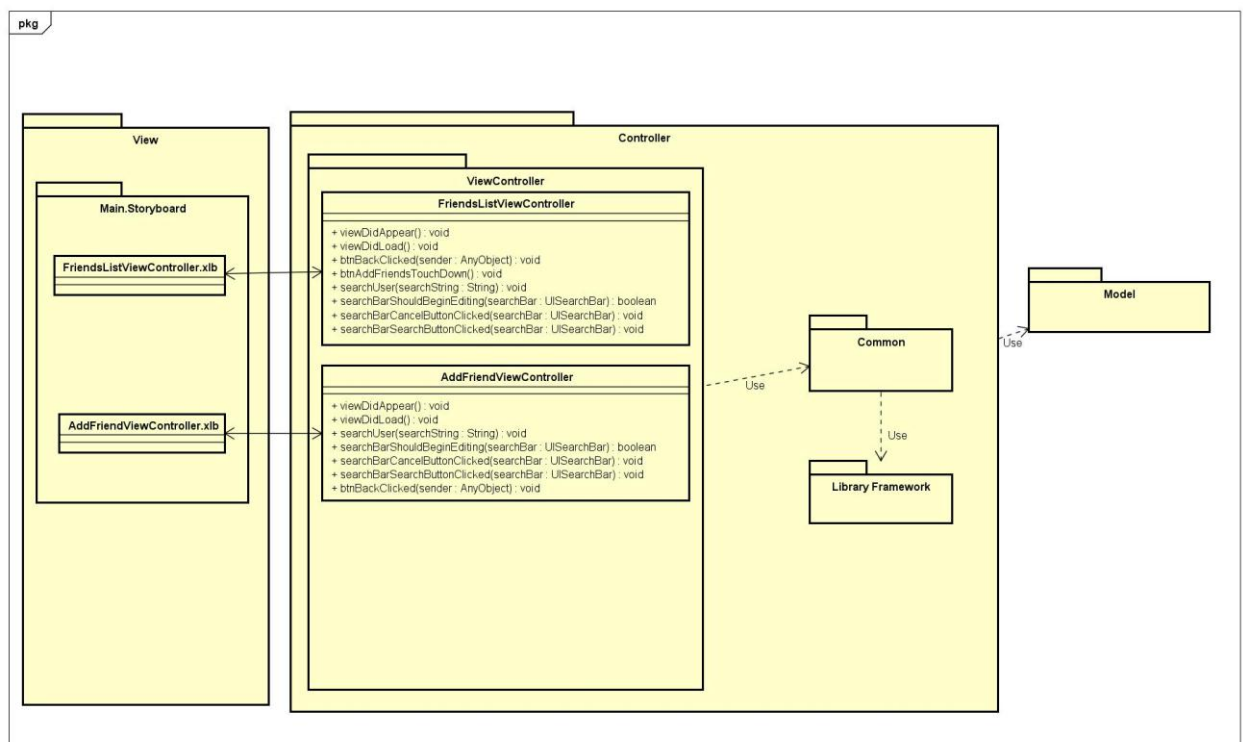 pkg
View
Main.Storyboard
FriendsListViewController.xlb
AddFriendViewController.xlb
Controller
ViewController
FriendsListViewController
+ viewDidAppear() : void
+ viewDidLoad() : void
+ btnBackClicked(sender : AnyObject) : void
+ btnAddFriendsTouchDown() : void
+ searchUser(searchString : String) : void
+ searchBarShouldBeginEditing(searchBar : UISearchBar) : boolean
+ searchBarCancelButtonClicked(searchBar : UISearchBar) : void
+ searchBarSearchButtonClicked(searchBar : UISearchBar) : void
AddFriendViewController
+ viewDidAppear() : void
+ viewDidLoad() : void
+ searchUser(searchString : String) : void
+ searchBarShouldBeginEditing(searchBar : UISearchBar) : boolean
+ searchBarCancelButtonClicked(searchBar : UISearchBar) : void
+ searchBarSearchButtonClicked(searchBar : UISearchBar) : void
+ btnBackClicked(sender : AnyObject) : void
Use
Common
Use
Library Framework
Use
Model